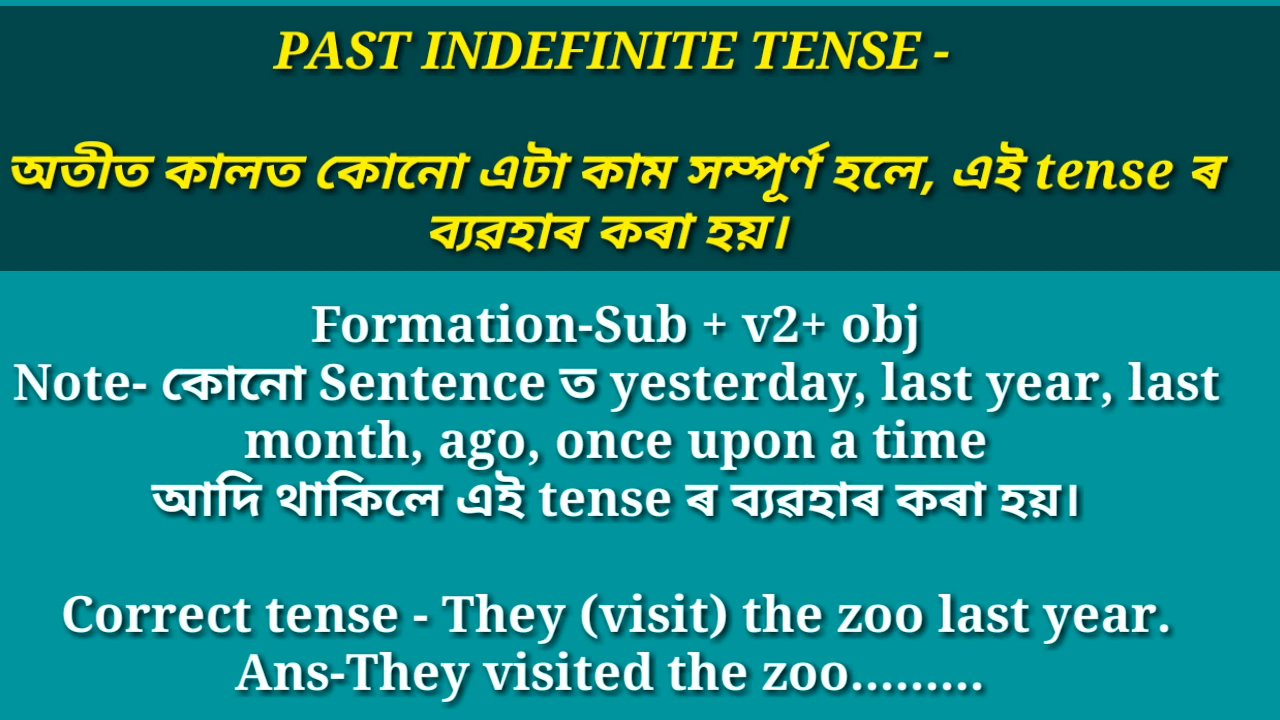 PAST INDEFINITE TENSE -
অতীত কালত কোনো এটা কাম সম্পূৰ্ণ হলে, এই tense ৰ
ব্যৱহাৰ কৰা হয়।
Formation-Sub + v2+ obj
Note- কোনো Sentence ত yesterday, last year, last
month, ago, once upon a time
আদি থাকিলে এই tense ৰ ব্যৱহাৰ কৰা হয়।
Correct tense - They (visit) the zoo last year.
Ans-They visited the zoo.........